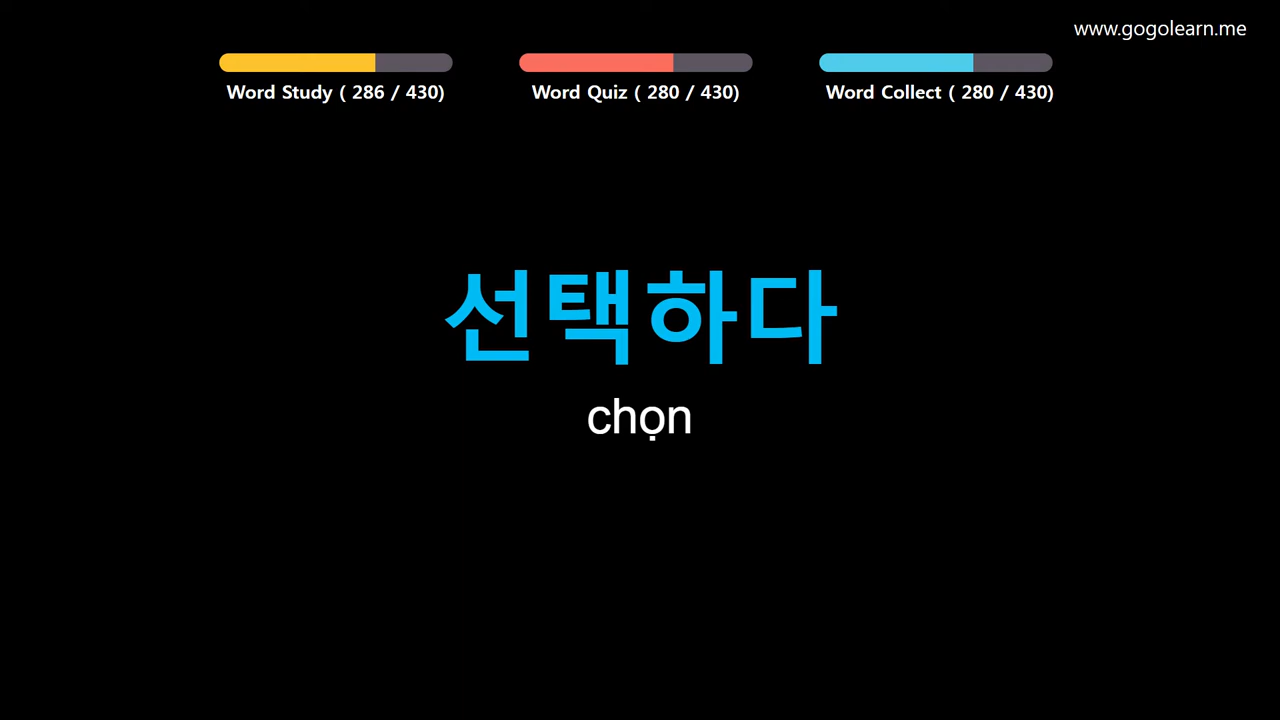 www.gogolearn.me
Word Study ( 286 / 430)
Word Quiz ( 280 / 430)
Word Collect ( 280 / 430)
선택하다
chọn